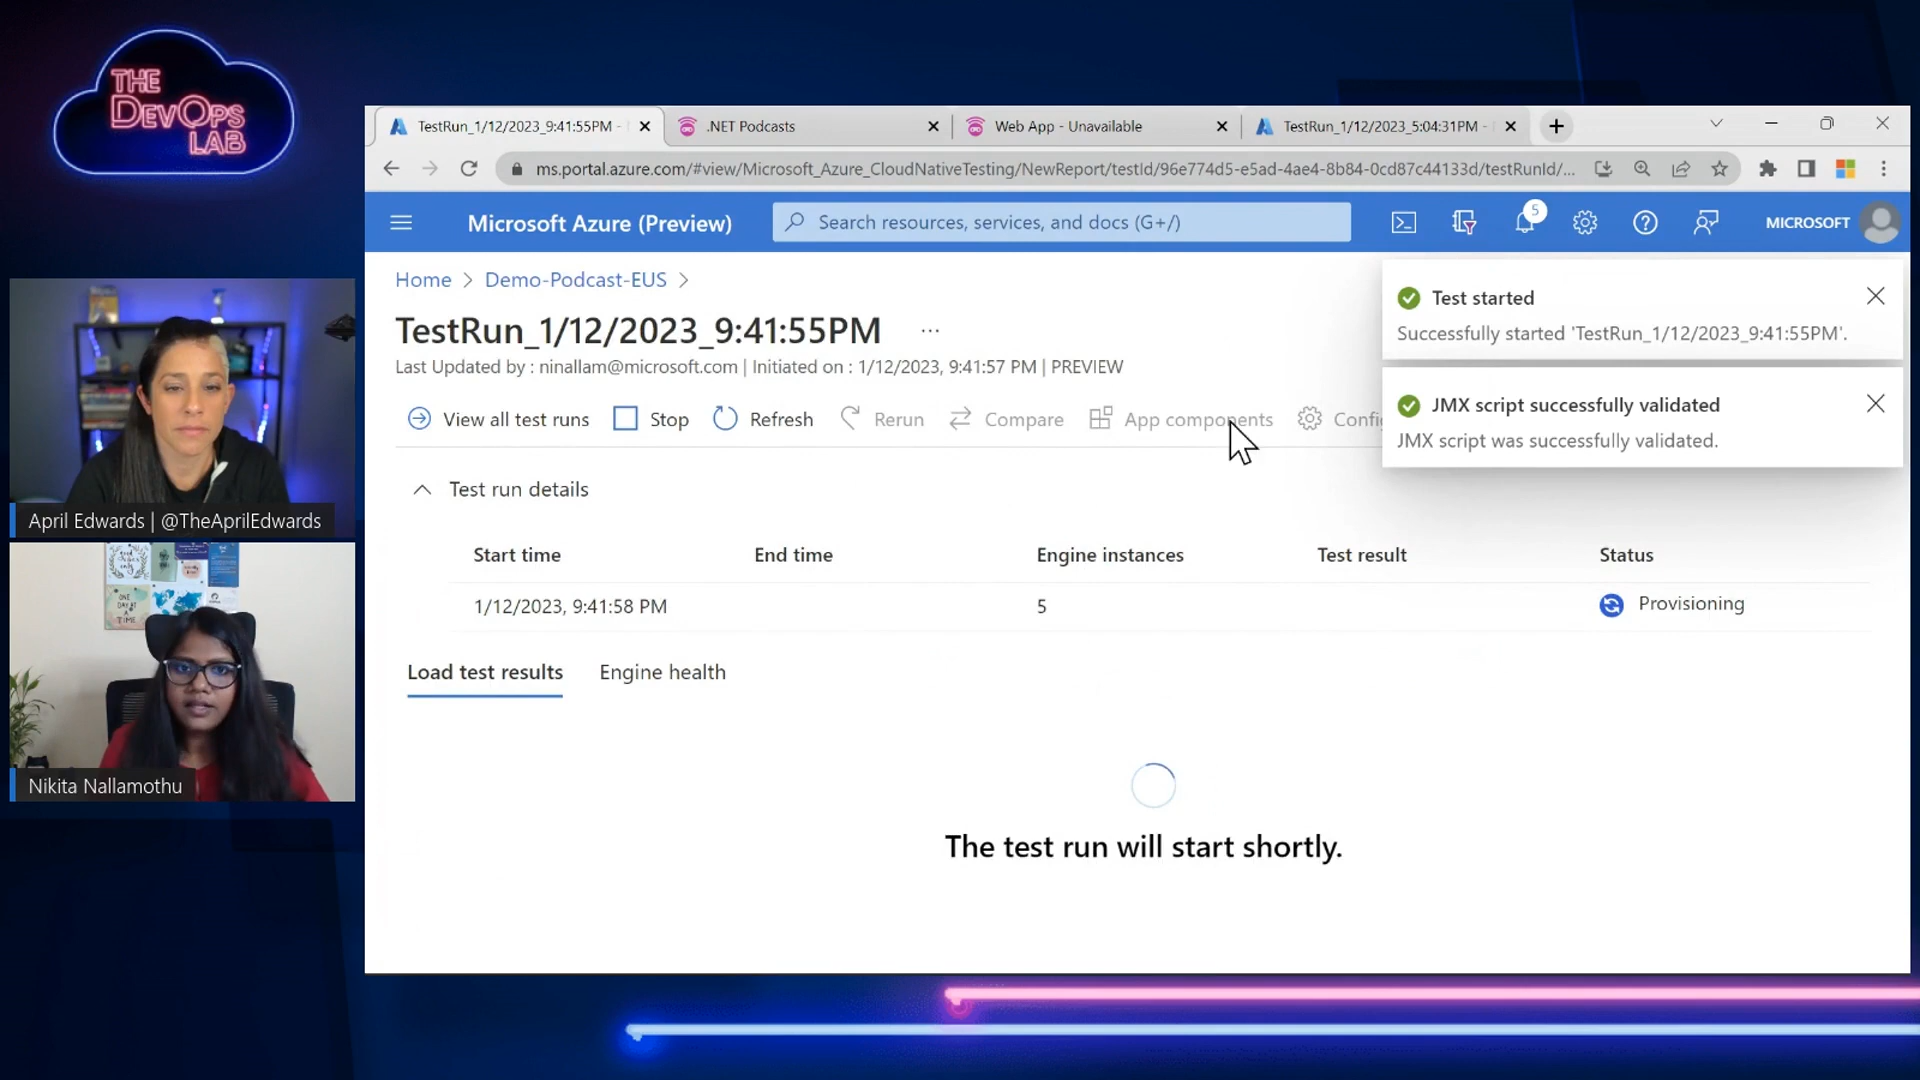 THE
DEVOPS
LAB
TestRun_1/12/2023_9:41:55PM -
.NET Podcasts
Web App - Unavailable
TestRun_1/12/2023_5:04:31PM -
ms.portal.azure.com/#view/Microsoft_Azure_CloudNativeTesting/NewReport/testId/96e774d5-e5ad-4ae4-8b84-0cd87c44133d/testRunId/...
Microsoft Azure (Preview)
Search resources, services, and docs (G+/)
5
MICROSOFT
Home > Demo-Podcast-EUS >
TestRun_1/12/2023_9:41:55PM ...
Last Updated by : ninallam@microsoft.com | Initiated on : 1/12/2023, 9:41:57 PM | PREVIEW
Test started
Successfully started 'TestRun_1/12/2023_9:41:55PM'.
JMX script successfully validated
JMX script was successfully validated.
View all test runs Stop Refresh Rerun Compare App components Confi
Test run details
Start time End time Engine instances Test result Status
1/12/2023, 9:41:58 PM 5 Provisioning
Load test results Engine health
The test run will start shortly.
April Edwards | @TheAprilEdwards
ONE
DAY AT
A
TIME
Nikita Nallamothu